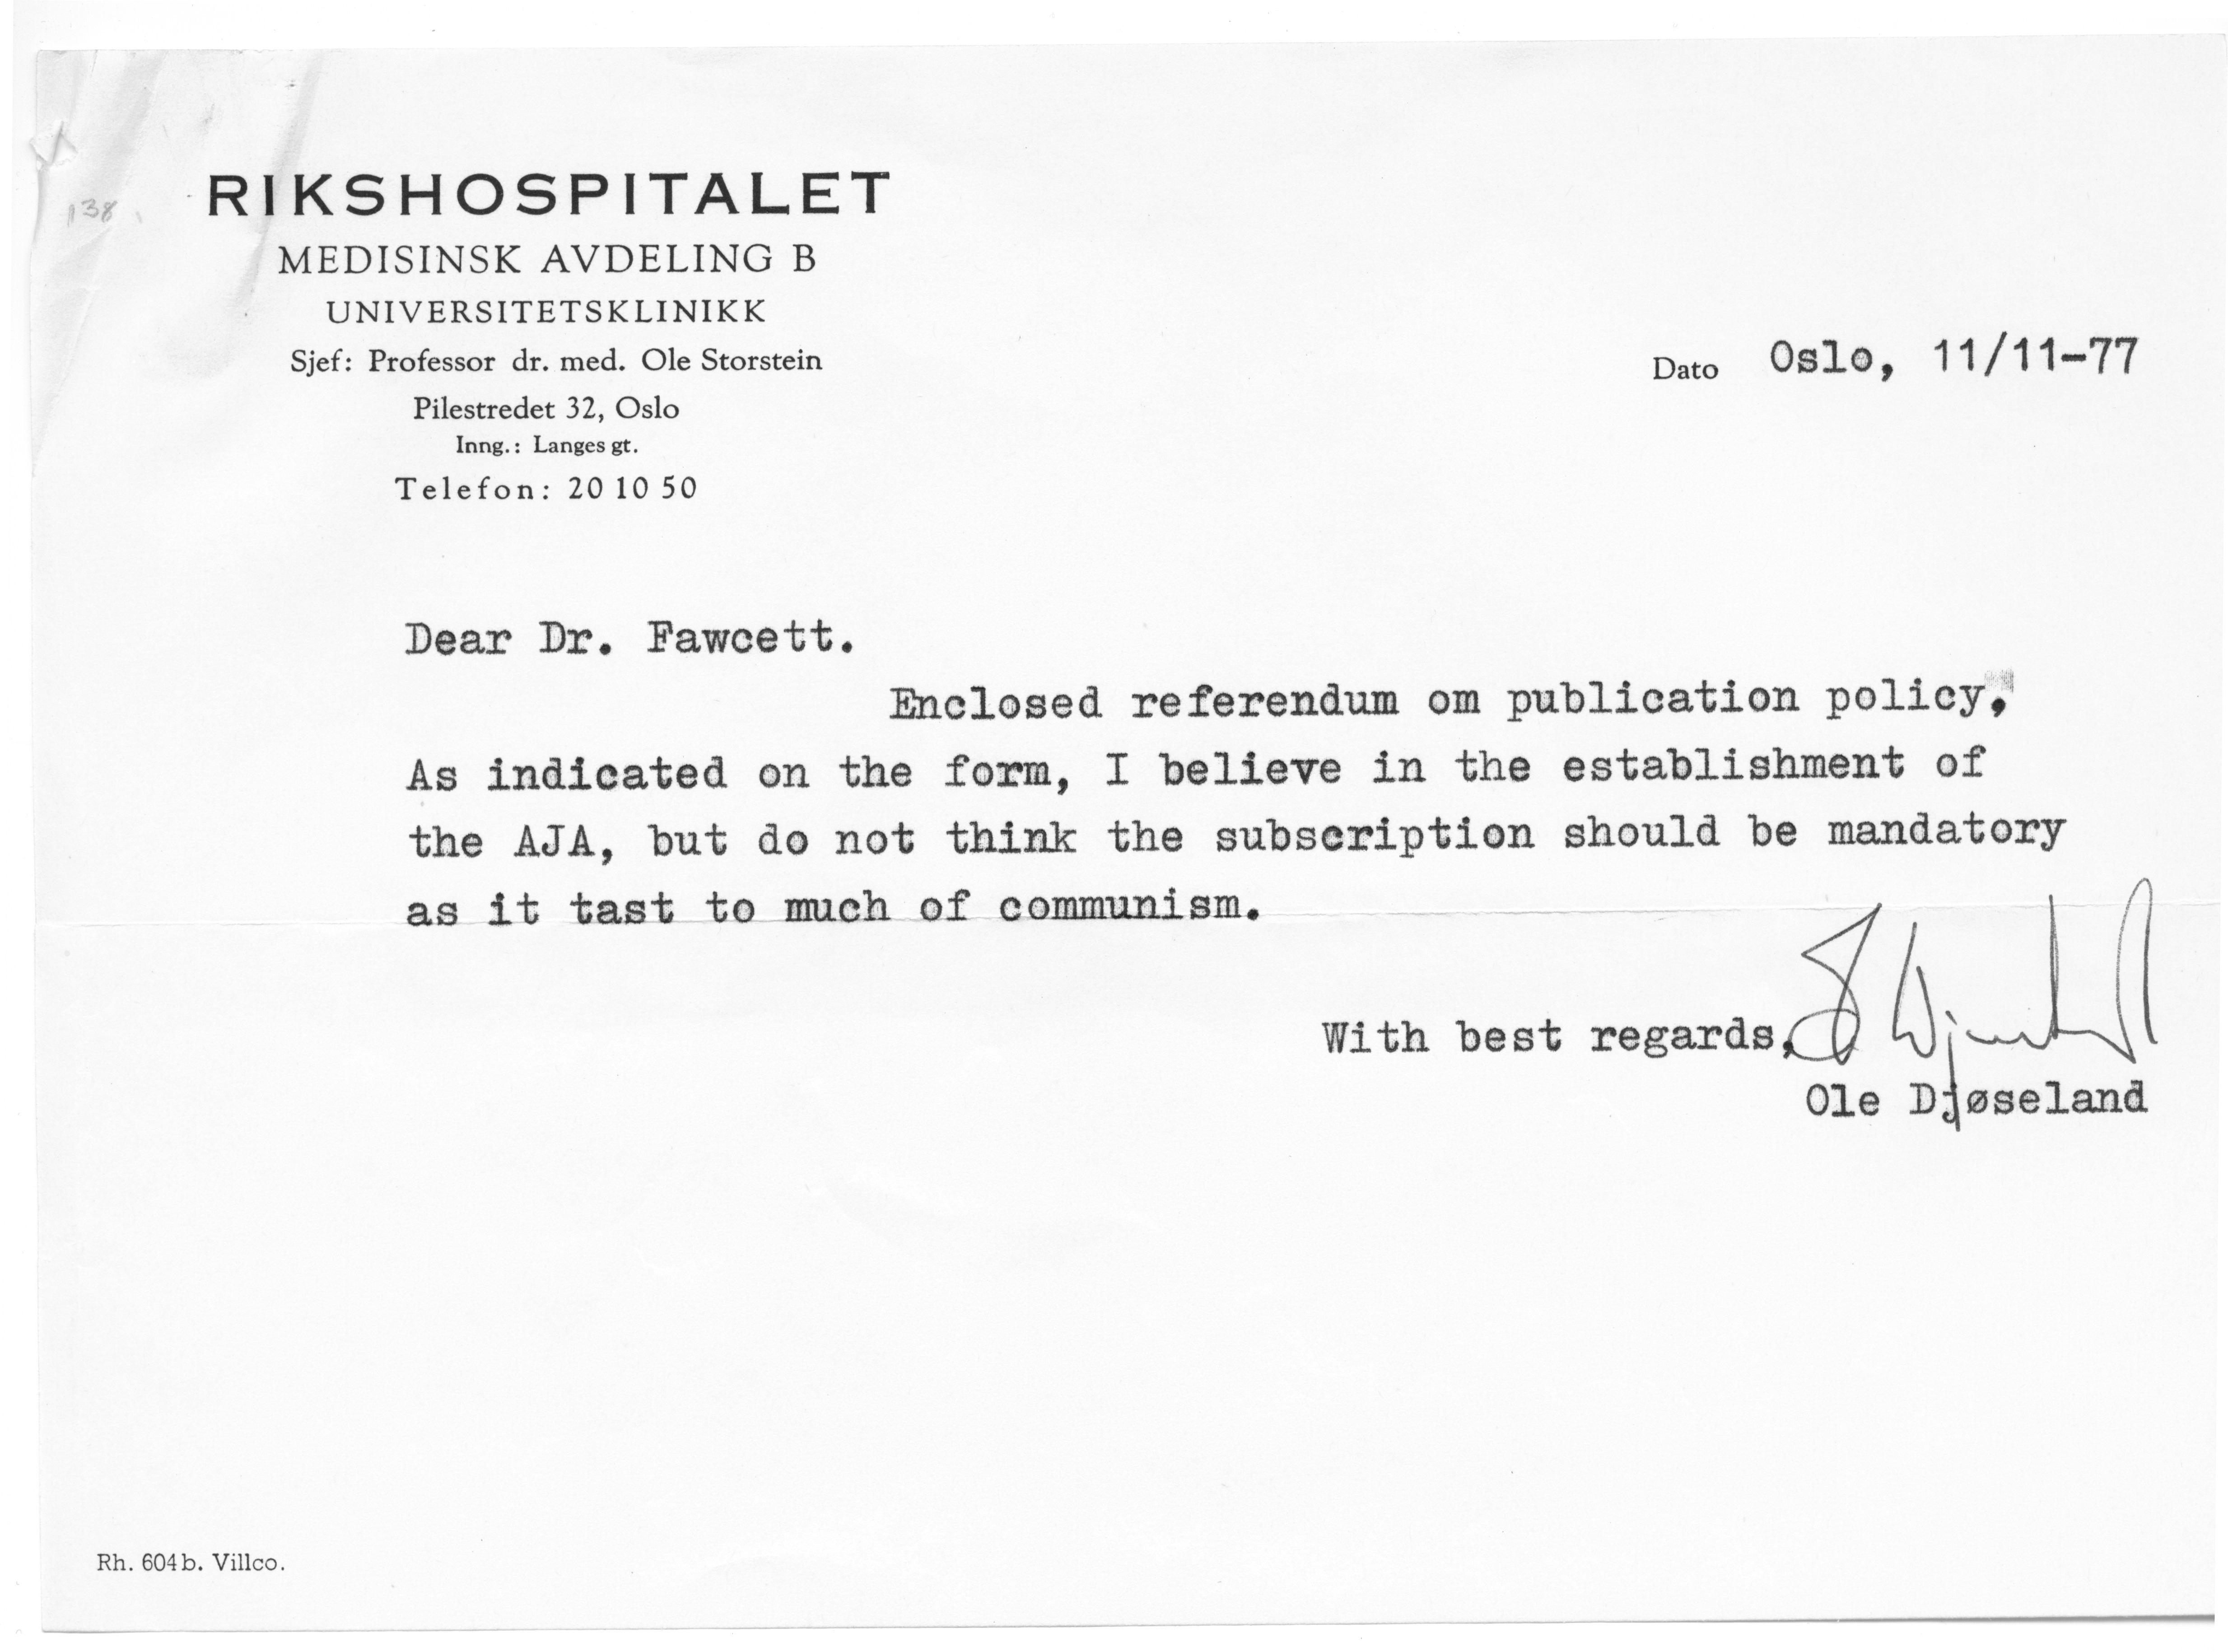 138
RIKSHOSPITALET
MEDISINSK AVDELING B
UNIVERSITETSKLINIKK
Sjef: Professor dr. med. Ole Storstein
Pilestredet 32, Oslo
Inng.: Langes gt.
Telefon: 20 10 50
Dato Oslo, 11/11-77
Dear Dr. Fawcett.
Enclosed referendum om publication policy,
As indicated on the form, I believe in the establishment of
the AJA, but do not think the subscription should be mandatory
as it tast to much of communism.
With best regards,
Ole Djøseland
Rh. 604b. Villco.